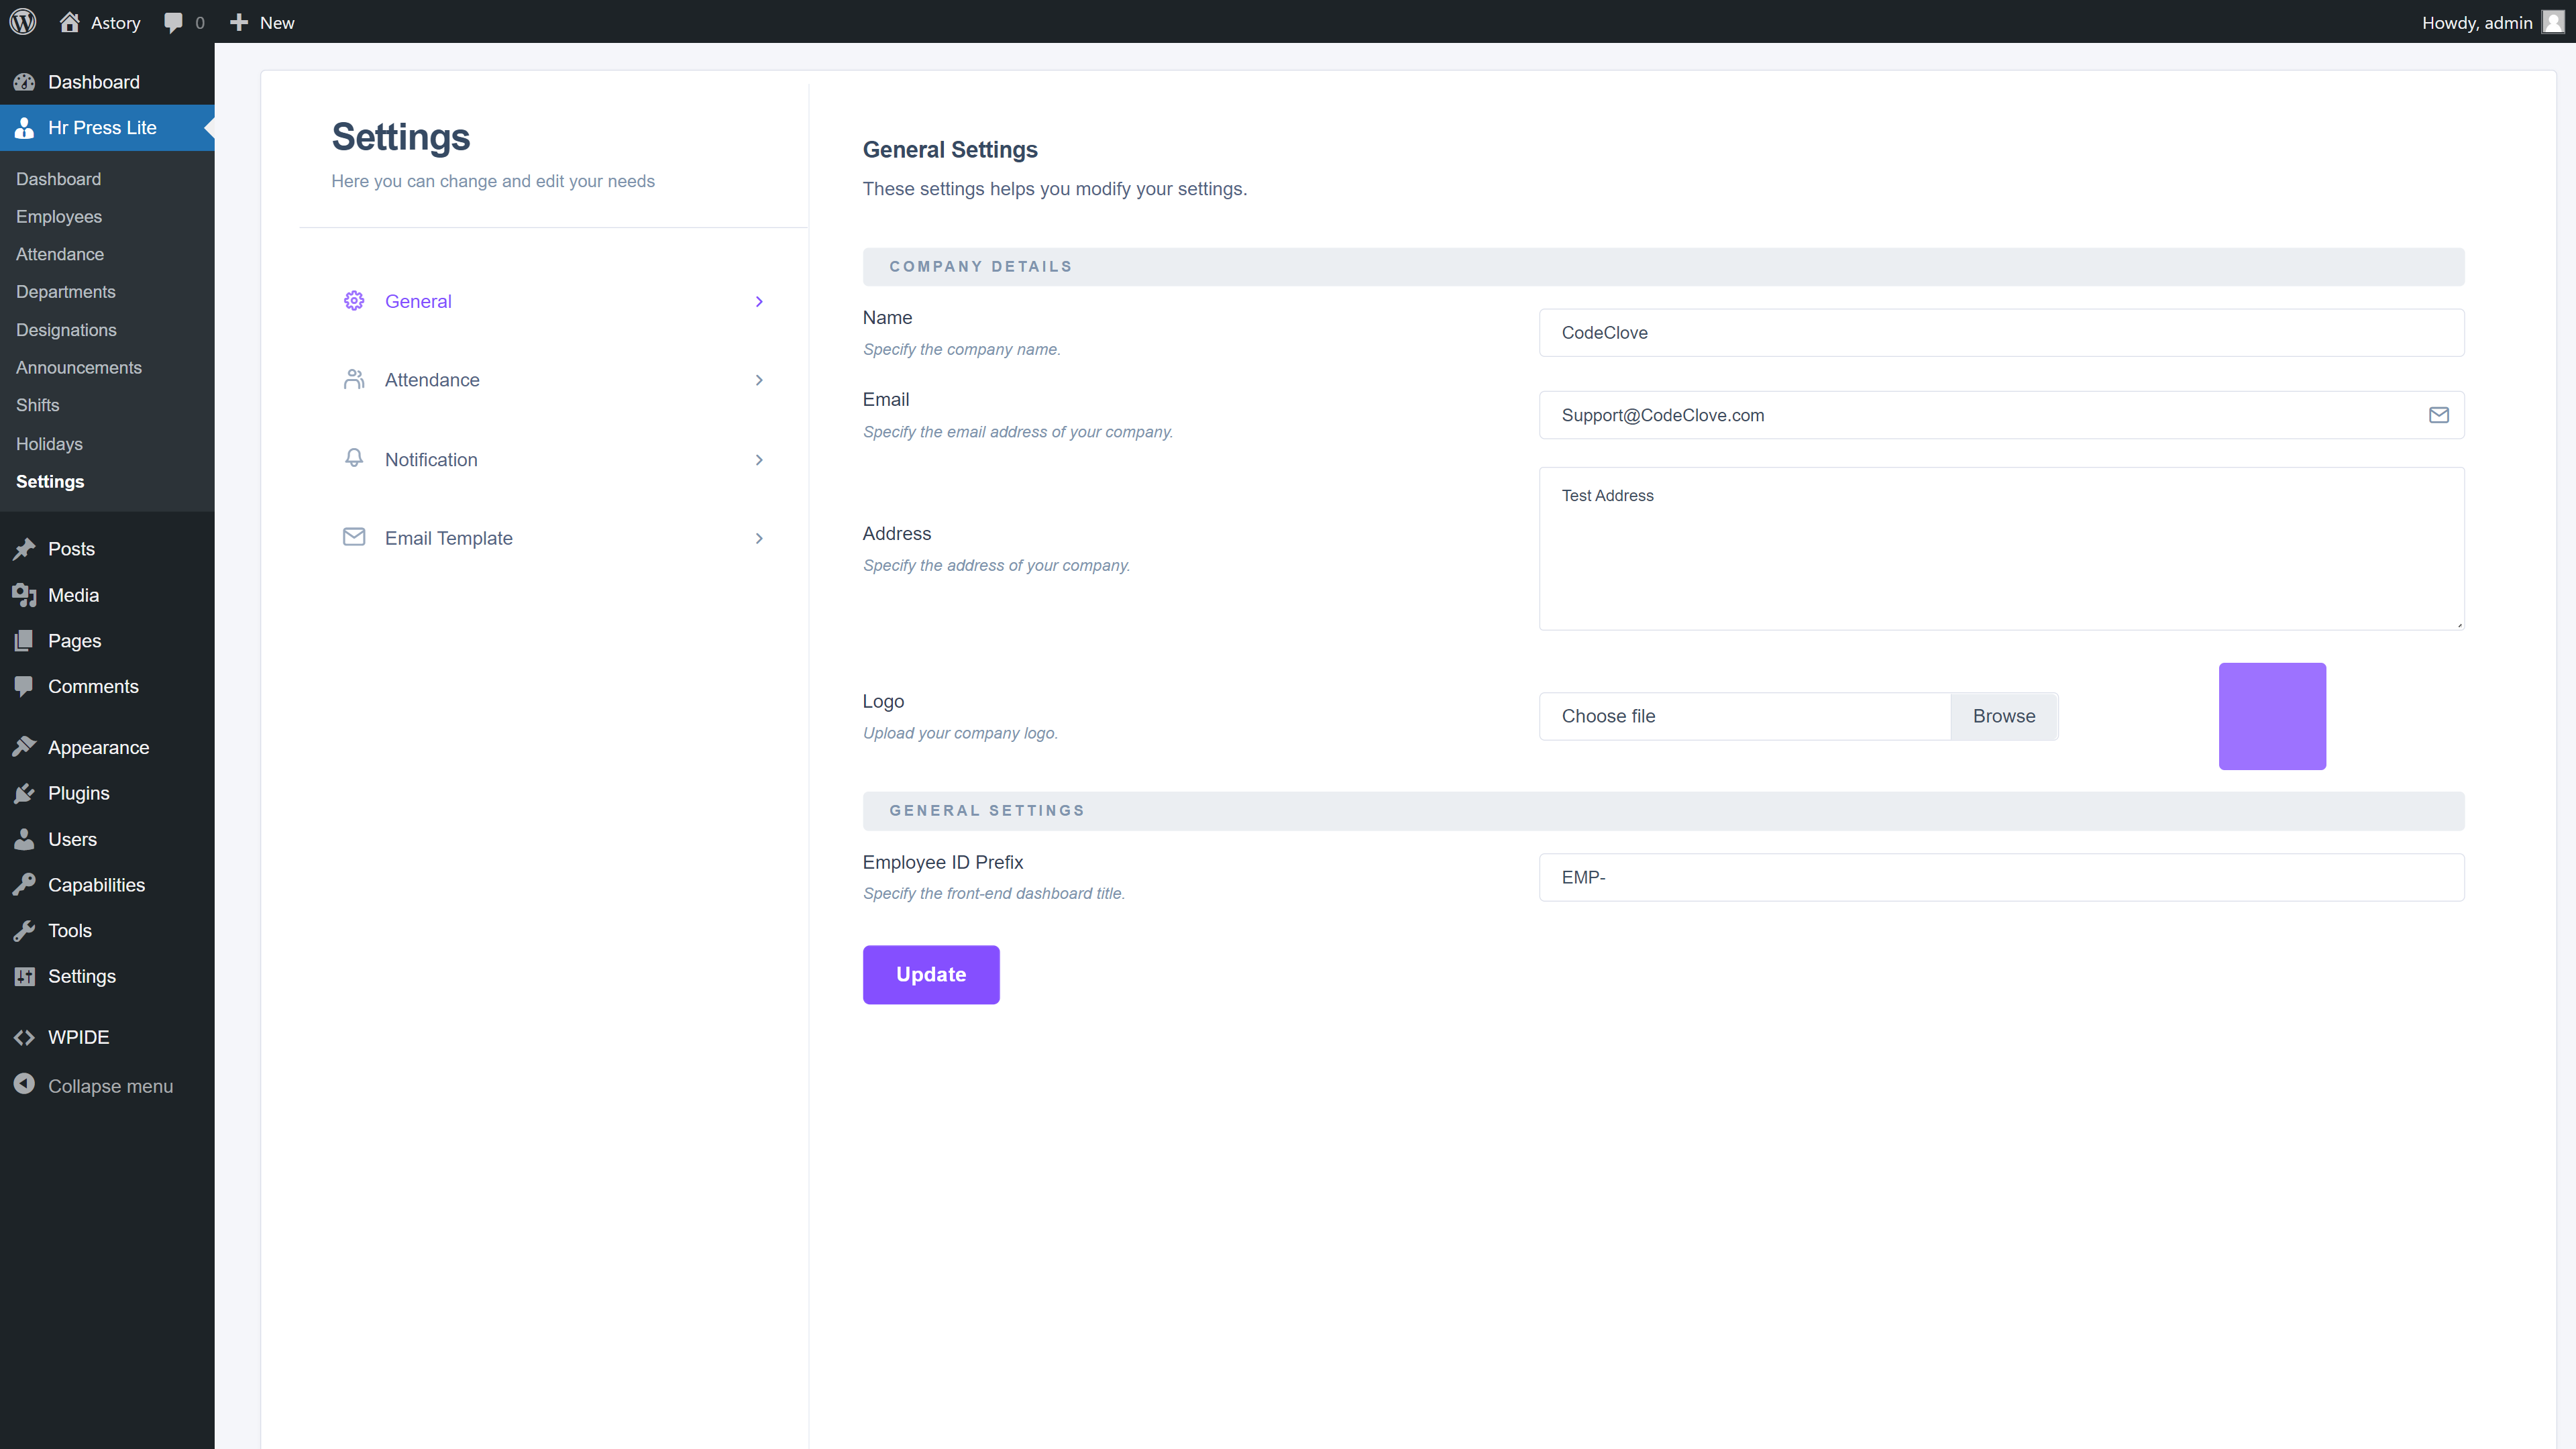 Astory
0
New
Howdy, admin
Dashboard
Hr Press Lite
Dashboard
Employees
Attendance
Departments
Designations
Announcements
Shifts
Holidays
Settings
Posts
Media
Pages
Comments
Appearance
Plugins
Users
Capabilities
Tools
Settings
WPIDE
Collapse menu
Settings
Here you can change and edit your needs
General
Attendance
Notification
Email Template
General Settings
These settings helps you modify your settings.
COMPANY DETAILS
Name
Specify the company name.
CodeClove
Email
Specify the email address of your company.
Support@CodeClove.com
Address
Specify the address of your company.
Test Address
Logo
Upload your company logo.
Choose file
Browse
GENERAL SETTINGS
Employee ID Prefix
Specify the front-end dashboard title.
EMP-
Update